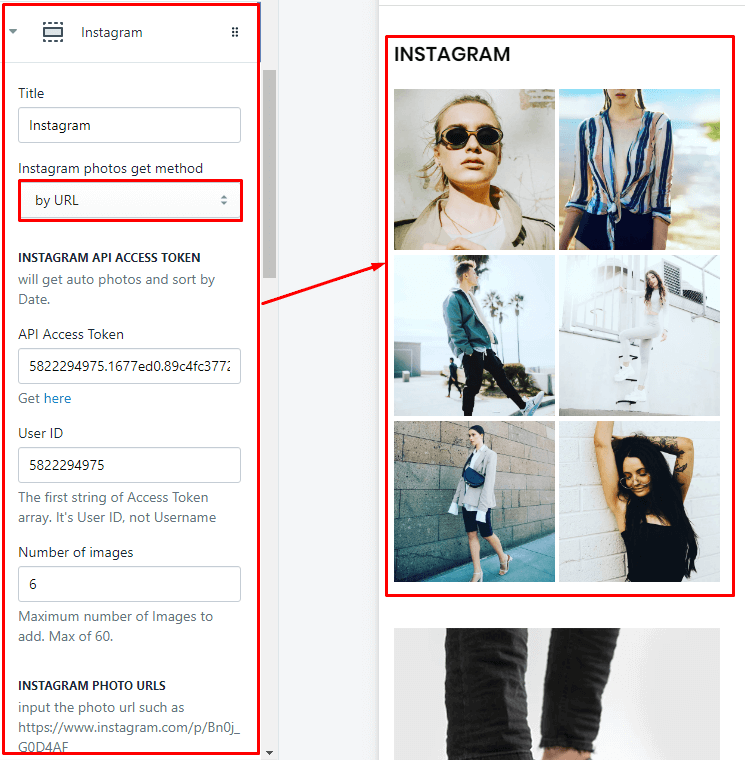 Instagram
Title
Instagram
Instagram photos get method
by URL
INSTAGRAM API ACCESS TOKEN
will get auto photos and sort by
Date.
API Access Token
5822294975.1677ed0.89c4fc3772
Get here
User ID
5822294975
The first string of Access Token
array. It's User ID, not Username
Number of images
6
Maximum number of Images to
add. Max of 60.
INSTAGRAM PHOTO URLS
input the photo url such as
https://www.instagram.com/p/Bn0j_
G0D4AF
INSTAGRAM